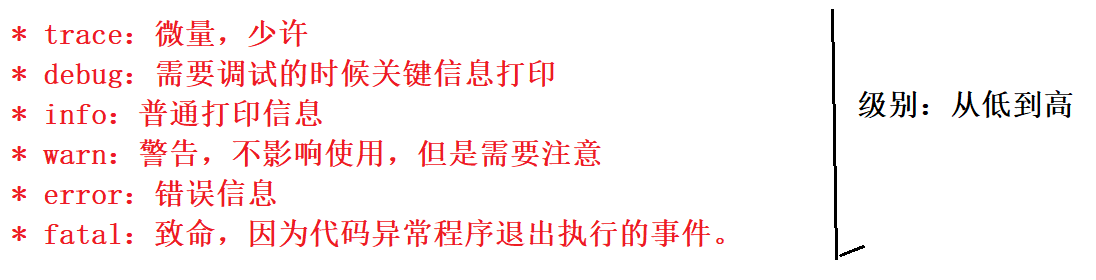 * trace：微量，少许
* debug：需要调试的时候关键信息打印
* info：普通打印信息
* warn：警告，不影响使用，但是需要注意
* error：错误信息
* fatal：致命，因为代码异常程序退出执行的事件。
级别：从低到高